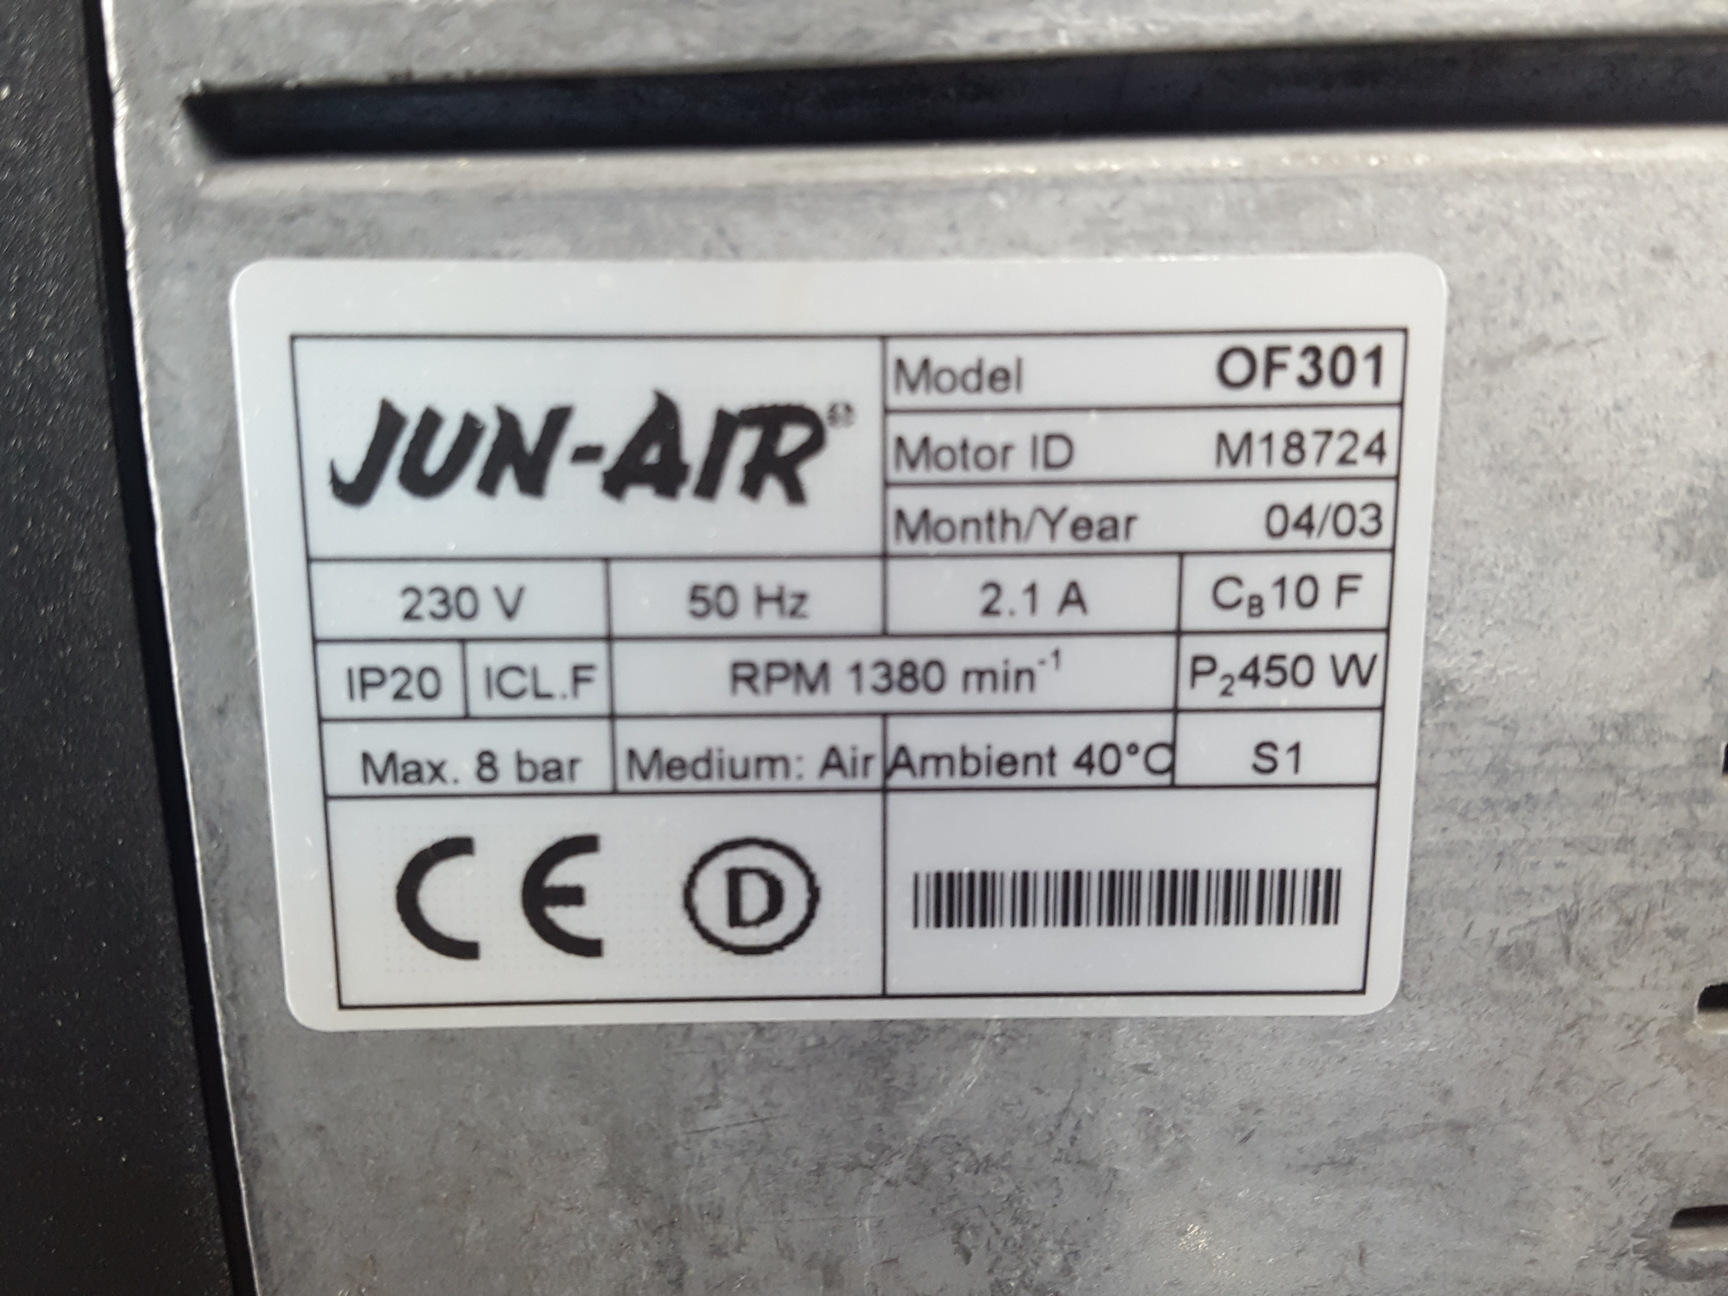 JUN-AIR®
Model OF301
Motor ID M18724
Month/Year 04/03
230 V 50 Hz 2.1 A CB10 F
IP20 ICL.F RPM 1380 min-1 P2450 W
Max. 8 bar Medium: Air Ambient 40°C S1
CE D